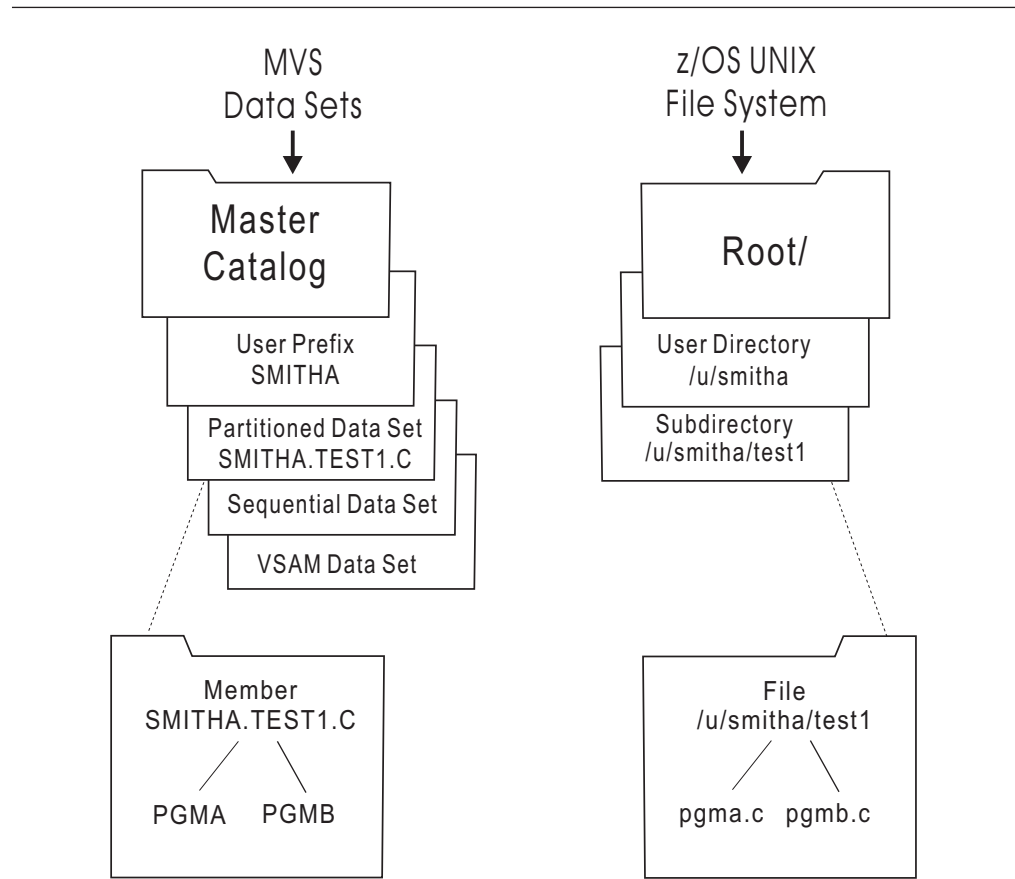 MVS
Data Sets
Master
Catalog
User Prefix
SMITHA
Partitioned Data Set
SMITHA.TEST1.C
Sequential Data Set
VSAM Data Set
Member
SMITHA.TEST1.C
PGMA PGMB
z/OS UNIX
File System
Root/
User Directory
/u/smitha
Subdirectory
/u/smitha/test1
File
/u/smitha/test1
pgma.c pgmb.c